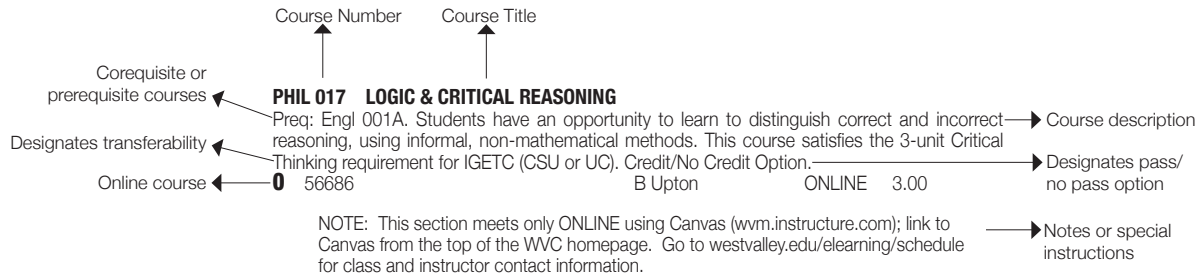 Course Number
Course Title
Corequisite or
prerequisite courses
PHIL 017 LOGIC & CRITICAL REASONING
Preq: Engl 001A. Students have an opportunity to learn to distinguish correct and incorrect
Course description
reasoning, using informal, non-mathematical methods. This course satisfies the 3-unit Critical
Designates transferability
Thinking requirement for IGETC (CSU or UC). Credit/No Credit Option.
Designates pass/
no pass option
Online course
O 56686 B Upton ONLINE 3.00
NOTE: This section meets only ONLINE using Canvas (wvm.instructure.com); link to
Canvas from the top of the WVC homepage. Go to westvalley.edu/elearning/schedule
for class and instructor contact information.
Notes or special
instructions